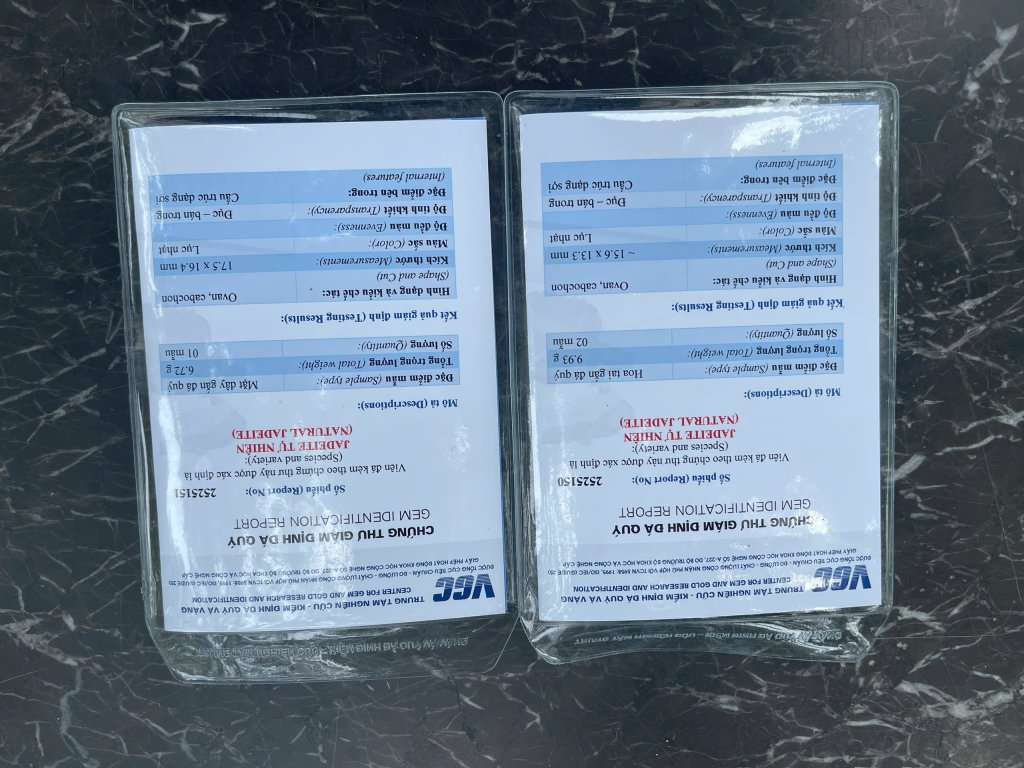 VGC
TRUNG TÂM NGHIÊN CỨU - KIỂM ĐỊNH ĐÁ QUÝ VÀ VÀNG
CENTER FOR GEM AND GOLD RESEARCH AND IDENTIFICATION
CHỨNG THƯ GIÁM ĐỊNH ĐÁ QUÝ
GEM IDENTIFICATION REPORT
Số phiếu (Report No): 2525150
Viên đá kèm theo chứng thư này được xác định là
(Species and variety):
JADEITE TỰ NHIÊN
(NATURAL JADEITE)
Mô tả (Descriptions):
Đặc điểm mẫu (Sample type): Hoa tai gắn đá quý
Tổng trọng lượng (Total weight): 9.93 g
Số lượng (Quantity): 02 mẫu
Kết quả giám định (Testing Results):
Hình dạng và kiểu chế tác: Ovan, cabochon
(Shape and Cut)
Kích thước (Measurements): ~ 15.6 x 13.3 mm
Màu sắc (Color): Lục nhạt
Độ đều màu (Evenness):
Độ tinh khiết (Transparency): Đục – bán trong
Đặc điểm bên trong: Cấu trúc dạng sợi
(Internal features)
VGC
TRUNG TÂM NGHIÊN CỨU - KIỂM ĐỊNH ĐÁ QUÝ VÀ VÀNG
CENTER FOR GEM AND GOLD RESEARCH AND IDENTIFICATION
CHỨNG THƯ GIÁM ĐỊNH ĐÁ QUÝ
GEM IDENTIFICATION REPORT
Số phiếu (Report No): 2525151
Viên đá kèm theo chứng thư này được xác định là
(Species and variety):
JADEITE TỰ NHIÊN
(NATURAL JADEITE)
Mô tả (Descriptions):
Đặc điểm mẫu (Sample type): Mặt dây gắn đá quý
Tổng trọng lượng (Total weight): 6.72 g
Số lượng (Quantity): 01 mẫu
Kết quả giám định (Testing Results):
Hình dạng và kiểu chế tác: Ovan, cabochon
(Shape and Cut)
Kích thước (Measurements): 17.5 x 16.4 mm
Màu sắc (Color): Lục nhạt
Độ đều màu (Evenness):
Độ tinh khiết (Transparency): Đục – bán trong
Đặc điểm bên trong: Cấu trúc dạng sợi
(Internal features)